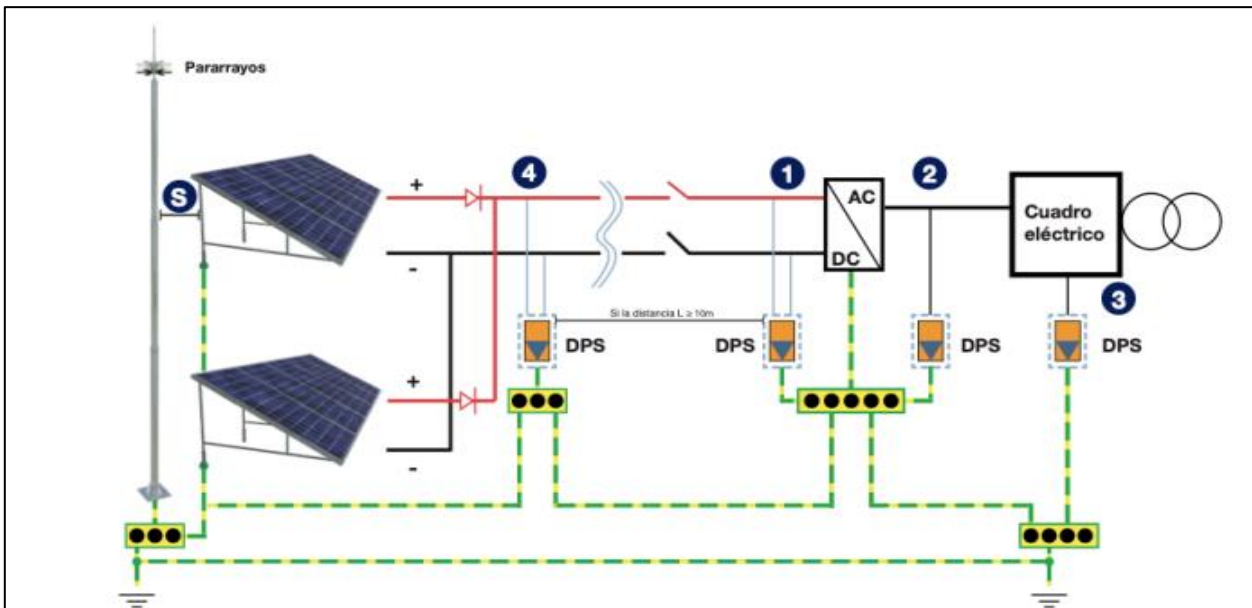 Pararrayos
S
+
-
4
1
AC
DC
2
Cuadro
eléctrico
3
Si la distancia L ≥ 10m
DPS
DPS
DPS
DPS
+
-